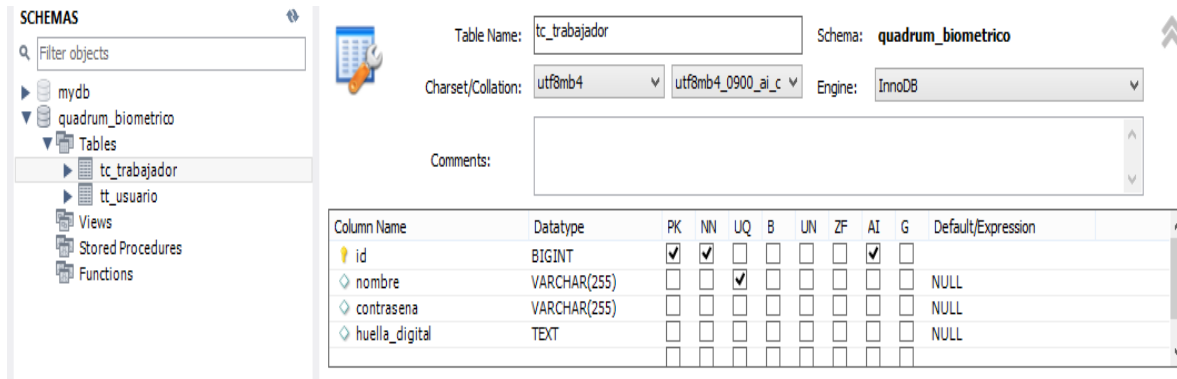 SCHEMAS
Filter objects
mydb
quadrum_biometrico
Tables
tc_trabajador
tt_usuario
Views
Stored Procedures
Functions
Table Name: tc_trabajador Schema: quadrum_biometrico
Charset/Collation: utf8mb4 utf8mb4_0900_ai_c Engine: InnoDB
Comments:
Column Name Datatype PK NN UQ B UN ZF AI G Default/Expression
id BIGINT
nombre VARCHAR(255) NULL
contrasena VARCHAR(255) NULL
huella_digital TEXT NULL